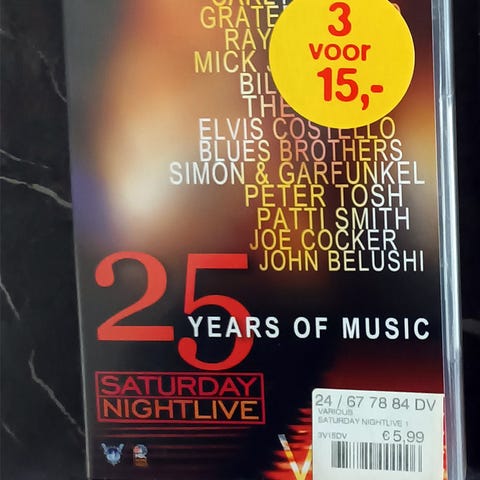 GRATE
3
voor
15,-
RAY
MICK J
BIL
THE
ELVIS COSTELLO
BLUES BROTHERS
SIMON & GARFUNKEL
PETER TOSH
PATTI SMITH
JOE COCKER
JOHN BELUSHI
25
YEARS OF MUSIC
SATURDAY
NIGHTLIVE
24 / 67 78 84 DV
VARIOUS
SATURDAY NIGHTLIVE 1
3V15DV
€5,99